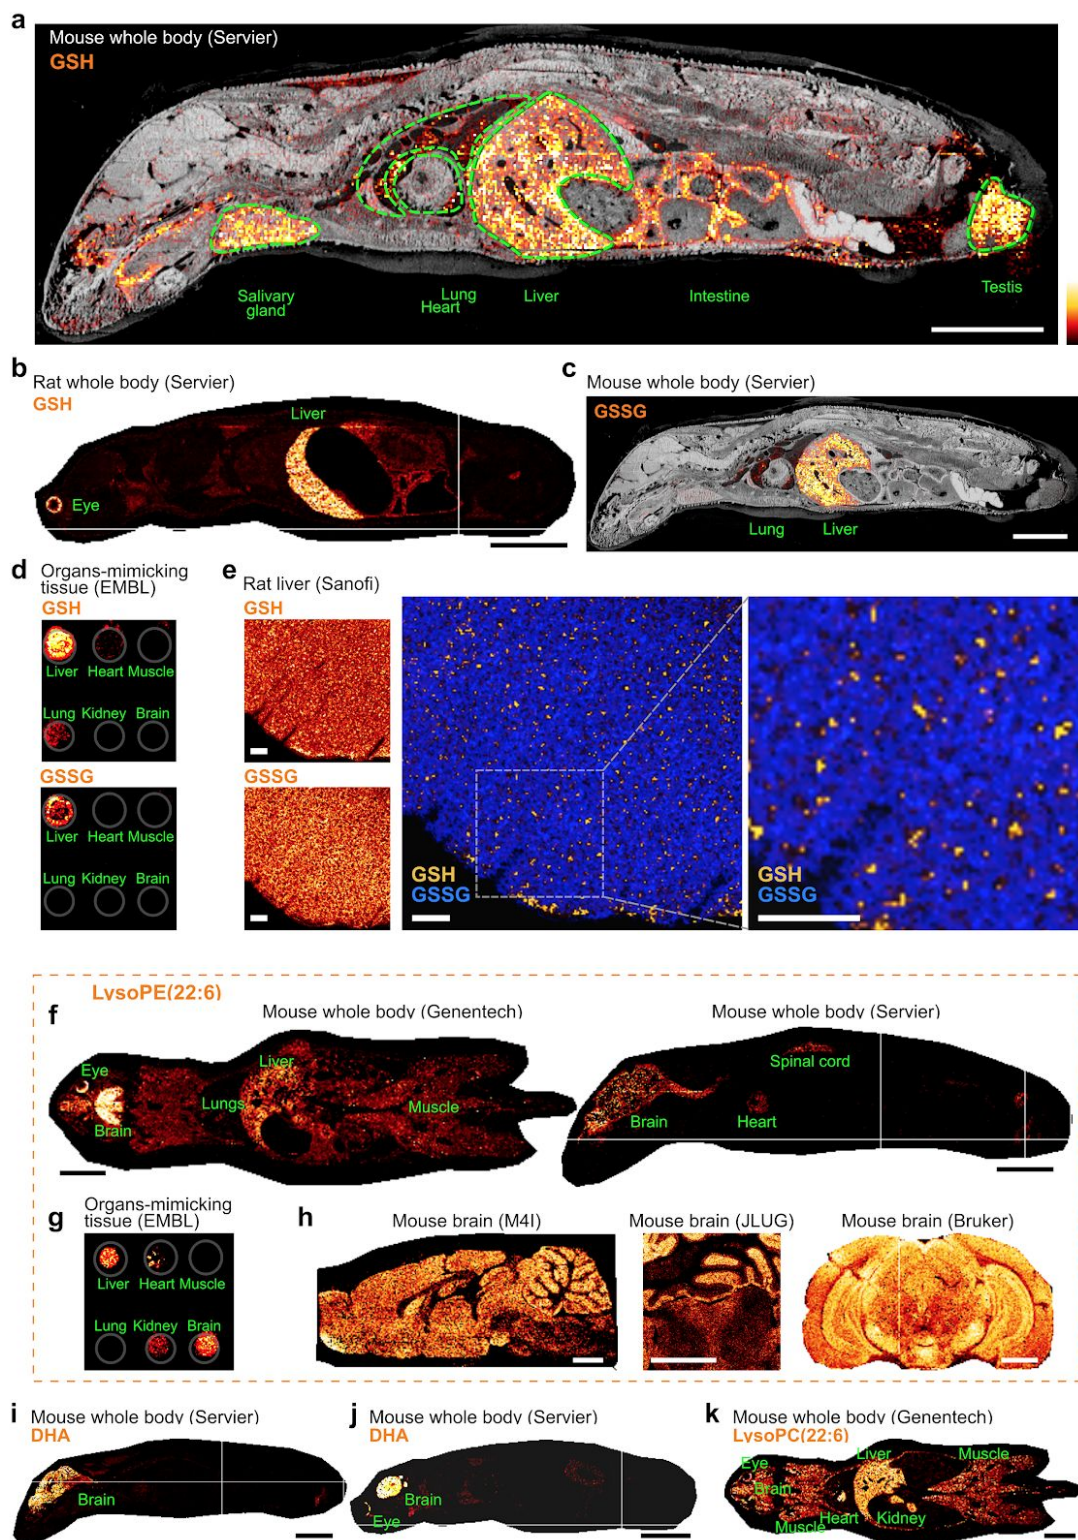 a
Mouse whole body (Servier)
GSH
Salivary
gland
Lung
Heart
Liver
Intestine
Testis
b
Rat whole body (Servier)
GSH
Liver
Eye
c
Mouse whole body (Servier)
GSSG
Lung
Liver
d
Organs-mimicking
tissue (EMBL)
GSH
Liver Heart Muscle
Lung Kidney Brain
GSSG
Liver Heart Muscle
Lung Kidney Brain
e
Rat liver (Sanofi)
GSH
GSSG
GSH
GSSG
GSH
GSSG
LysoPE(22:6)
f
Mouse whole body (Genentech)
Eye
Brain
Liver
Lungs
Muscle
Mouse whole body (Servier)
Spinal cord
Brain
Heart
g
Organs-mimicking
tissue (EMBL)
Liver Heart Muscle
Lung Kidney Brain
h
Mouse brain (M4I)
Mouse brain (JLUG)
Mouse brain (Bruker)
i
Mouse whole body (Servier)
DHA
Brain
j
Mouse whole body (Servier)
DHA
Brain
Eye
k
Mouse whole body (Genentech)
LysoPC(22:6)
Eye
Brain
Liver
Muscle
Muscle
Heart
Kidney